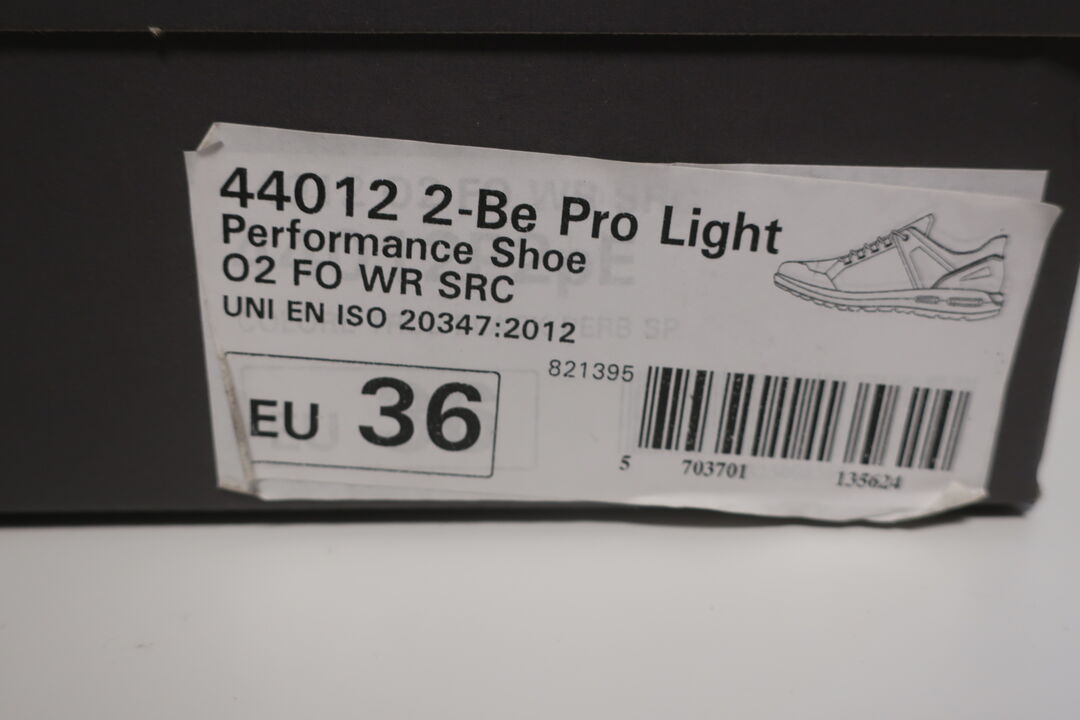 44012 2-Be Pro Light
Performance Shoe
O2 FO WR SRC
UNI EN ISO 20347:2012
EU 36
821395
5 703701 135624